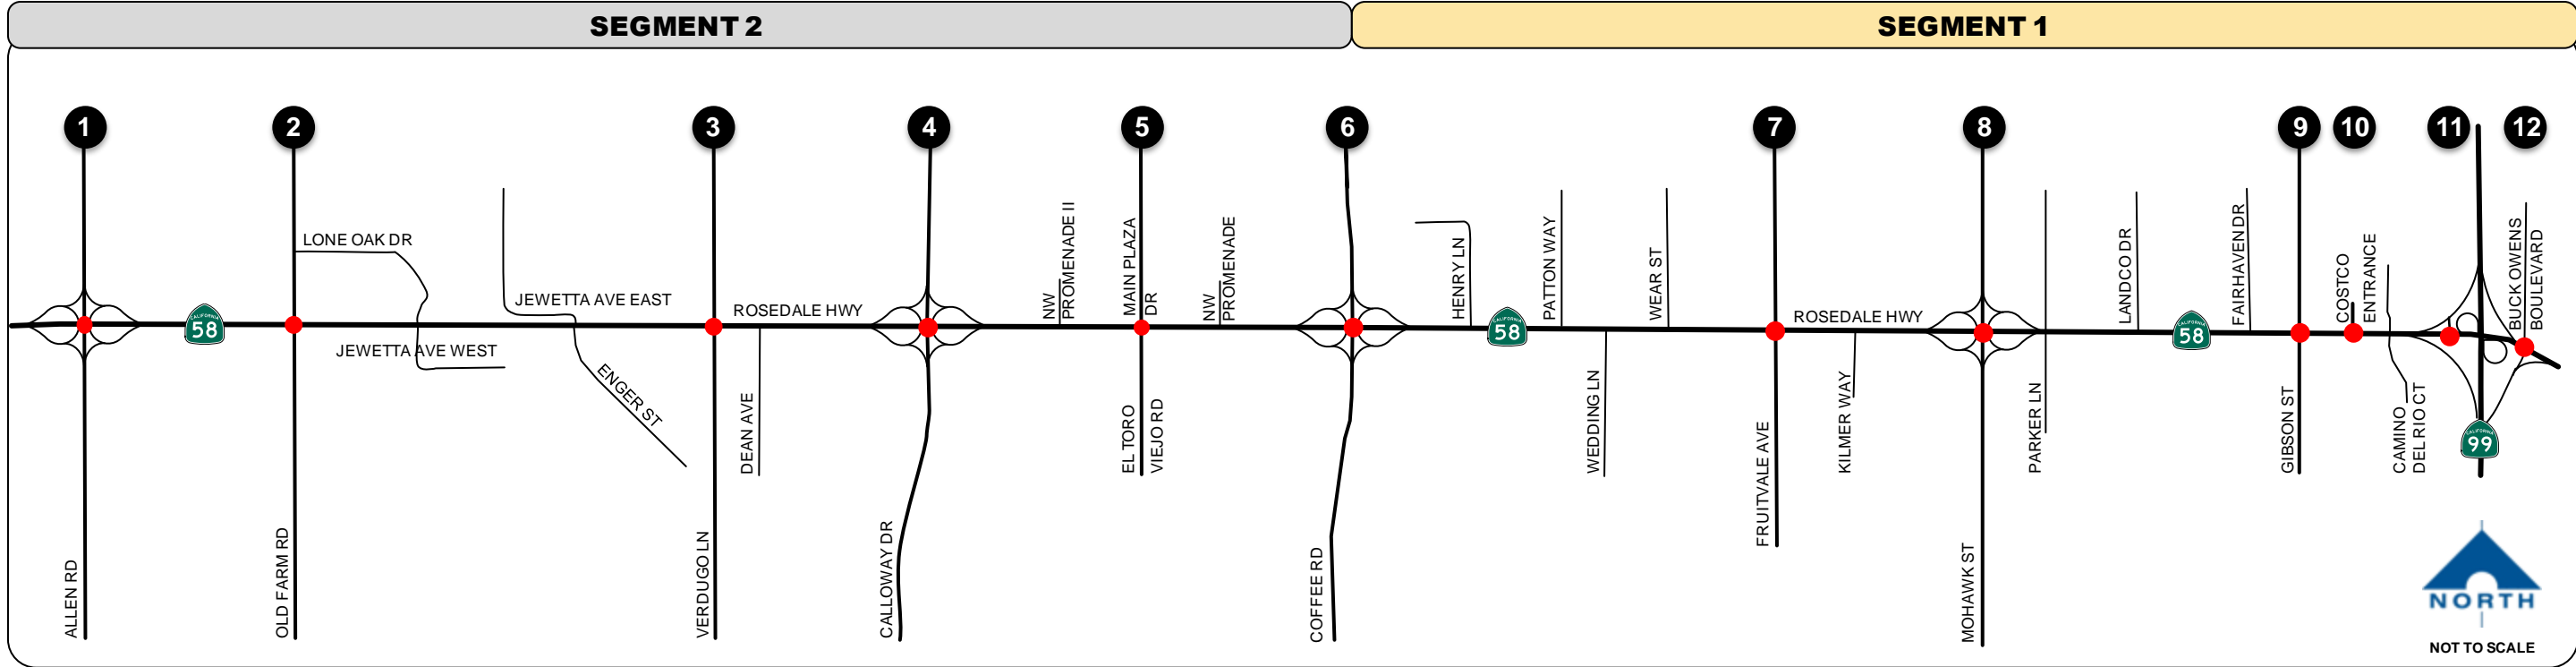 SEGMENT 2
SEGMENT 1
1
2
3
4
5
6
7
8
9
10
11
12
LONE OAK DR
JEWETTA AVE EAST
ROSEDALE HWY
NW
PROMENADE II
MAIN PLAZA
DR
NW
PROMENADE
HENRY LN
PATTON WAY
WEAR ST
ROSEDALE HWY
LANDCO DR
FAIRHAVEN DR
COSTCO
ENTRANCE
BUCK OWENS
BOULEVARD
CALIFORNIA
58
CALIFORNIA
58
CALIFORNIA
58
JEWETTA AVE WEST
ENGER ST
DEAN AVE
EL TORO
VIEJO RD
WEDDING LN
FRUITVALE AVE
KILMER WAY
PARKER LN
GIBSON ST
CAMINO
DEL RIO CT
CALIFORNIA
99
ALLEN RD
OLD FARM RD
VERDUGO LN
CALLOWAY DR
COFFEE RD
MOHAWK ST
NORTH
NOT TO SCALE